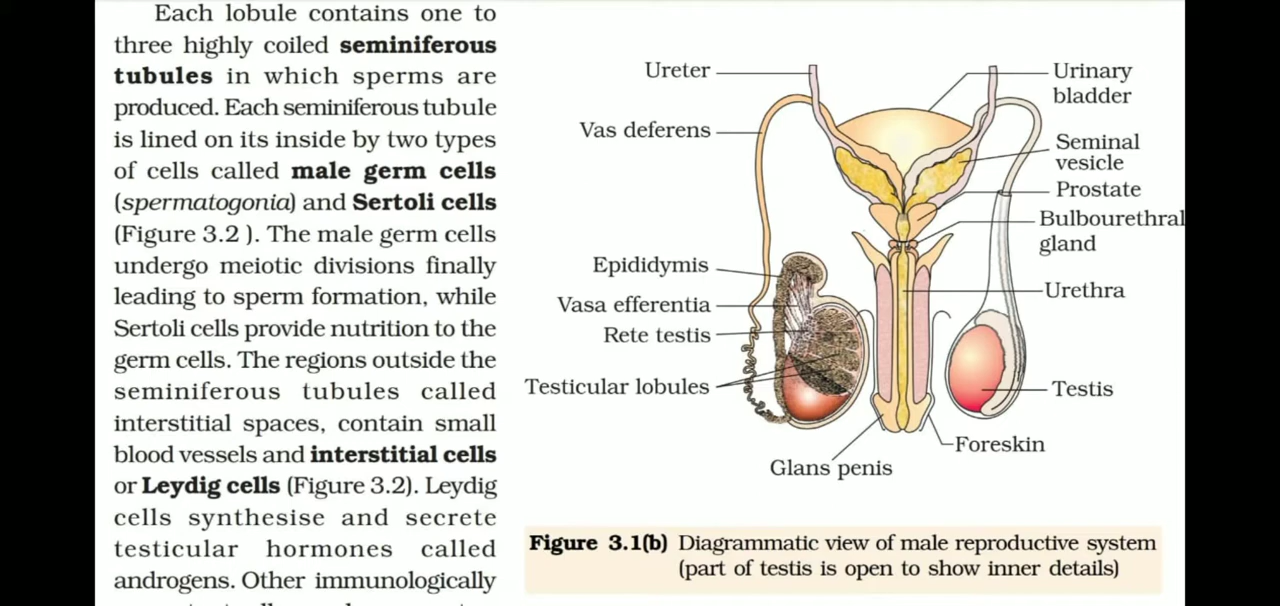 Each lobule contains one to
three highly coiled seminiferous
tubules in which sperms are
produced. Each seminiferous tubule
is lined on its inside by two types
of cells called male germ cells
(spermatogonia) and Sertoli cells
(Figure 3.2 ). The male germ cells
undergo meiotic divisions finally
leading to sperm formation, while
Sertoli cells provide nutrition to the
germ cells. The regions outside the
seminiferous tubules called
interstitial spaces, contain small
blood vessels and interstitial cells
or Leydig cells (Figure 3.2). Leydig
cells synthesise and secrete
testicular hormones called
androgens. Other immunologically
Ureter
Vas deferens
Epididymis
Vasa efferentia
Rete testis
Testicular lobules
Glans penis
Urinary
bladder
Seminal
vesicle
Prostate
Bulbourethral
gland
Urethra
Testis
Foreskin
Figure 3.1(b) Diagrammatic view of male reproductive system
(part of testis is open to show inner details)